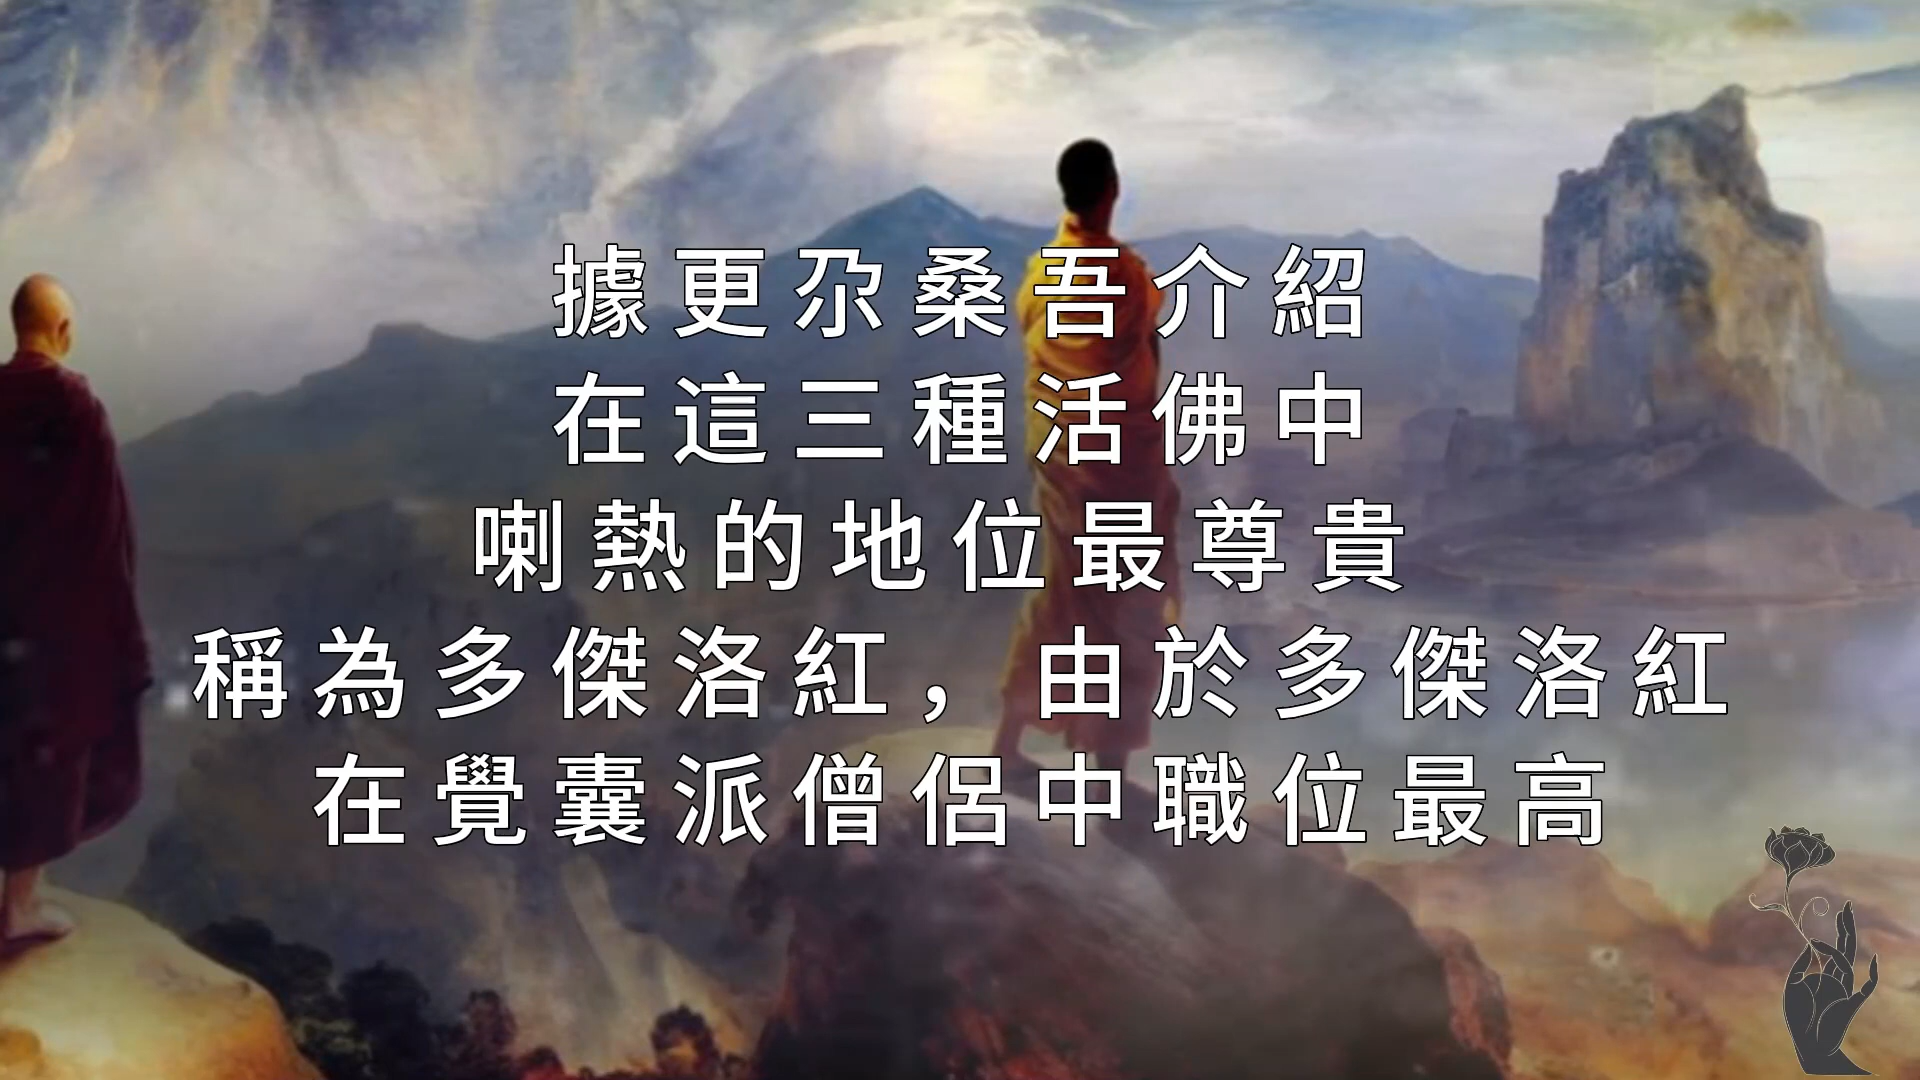 據更尕桑吾介紹
在這三種活佛中
喇熱的地位最尊貴
稱為多傑洛紅，由於多傑洛紅
在覺囊派僧侶中職位最高